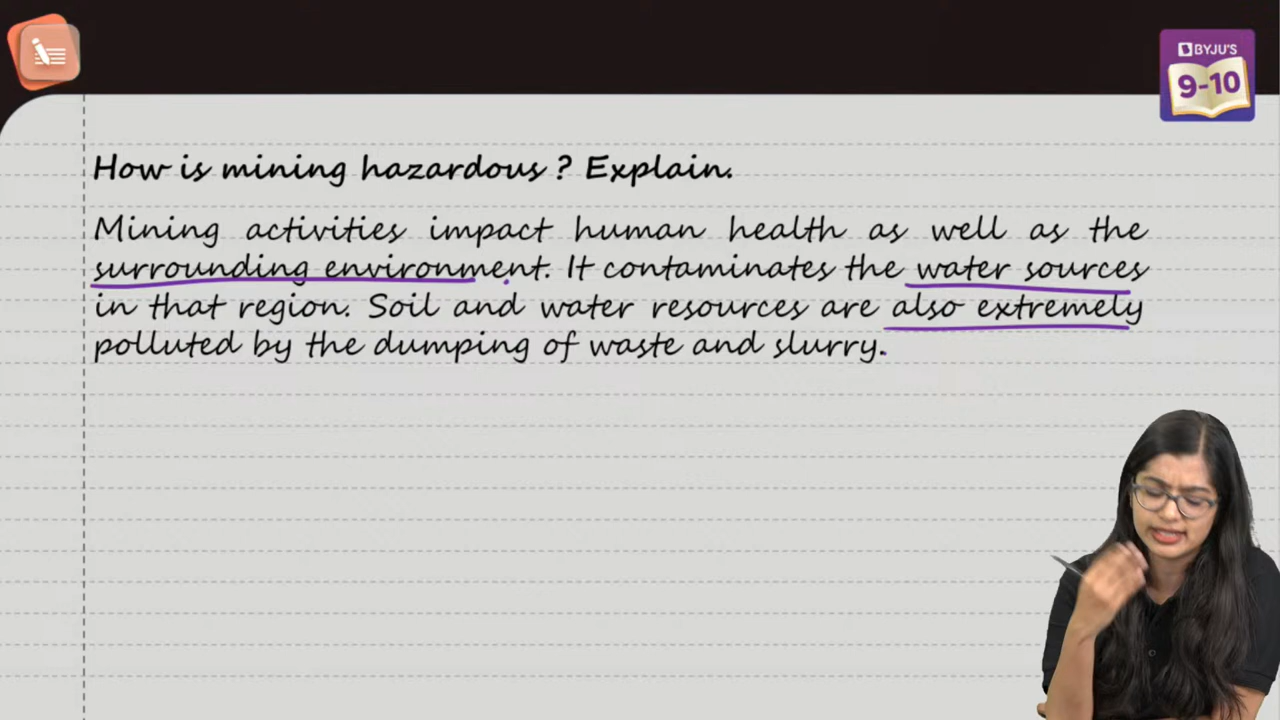 BYJU'S
9-10
How is mining hazardous ? Explain.
Mining activities impact human health as well as the
surrounding environment. It contaminates the water sources
in that region. Soil and water resources are also extremely
polluted by the dumping of waste and slurry.